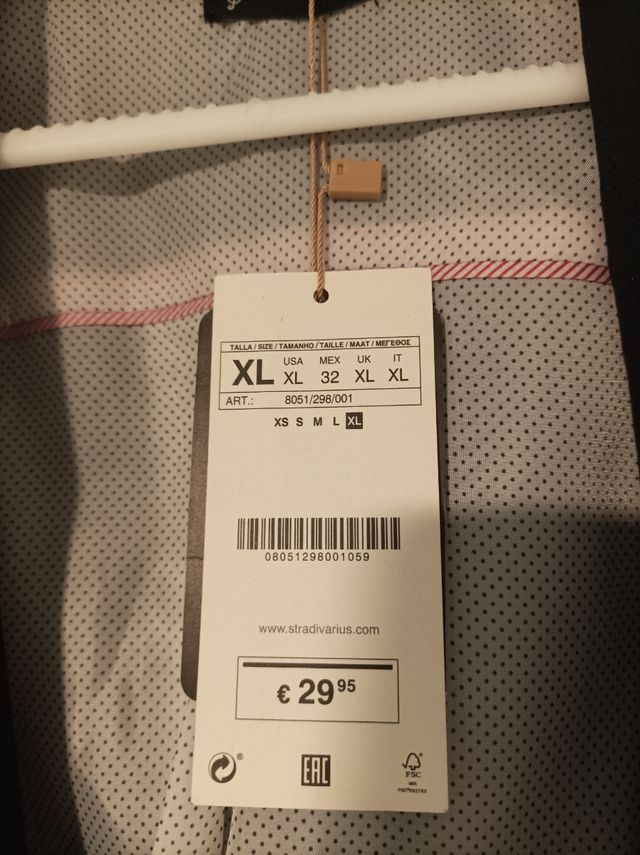 TALLA / SIZE / TAMANHO / TAILLE / MAAT / ΜΕΓΕΘΟΣ
XL USA MEX UK IT
XL 32 XL XL
ART.: 8051/298/001
XS S M L XL
08051298001059
www.stradivarius.com
€ 29 95
®
EAC
FSC